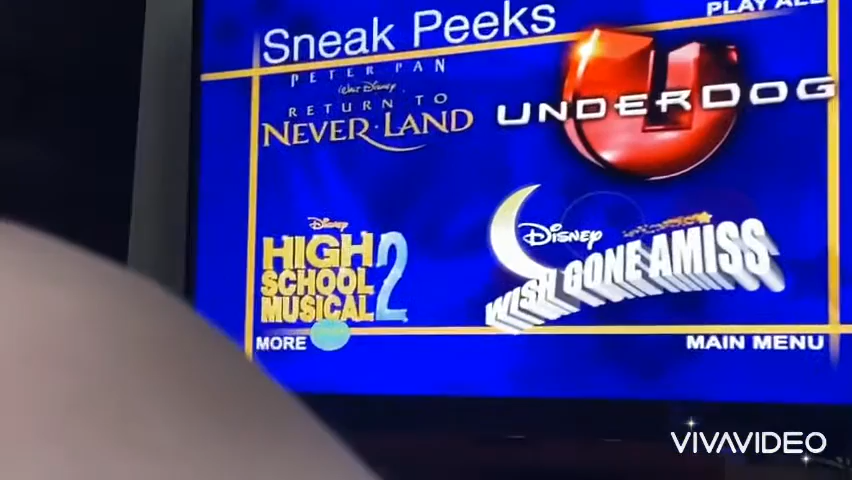 Sneak Peeks
PLAY ALL
PETER PAN
Walt Disney
RETURN TO
NEVER·LAND
UNDERDOG
U
Disney
HIGH
SCHOOL
MUSICAL 2
Disney
WISH GONE AMISS
MORE
MAIN MENU
VIVAVIDEO